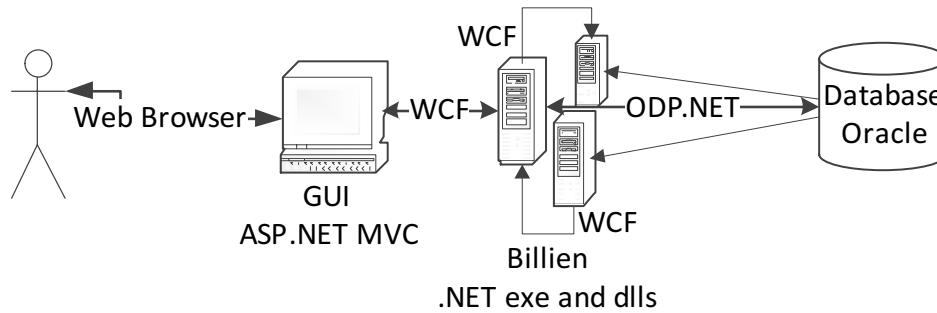 WCF
Web Browser
WCF
ODP.NET
Database
Oracle
GUI
ASP.NET MVC
WCF
Billien
.NET exe and dlls